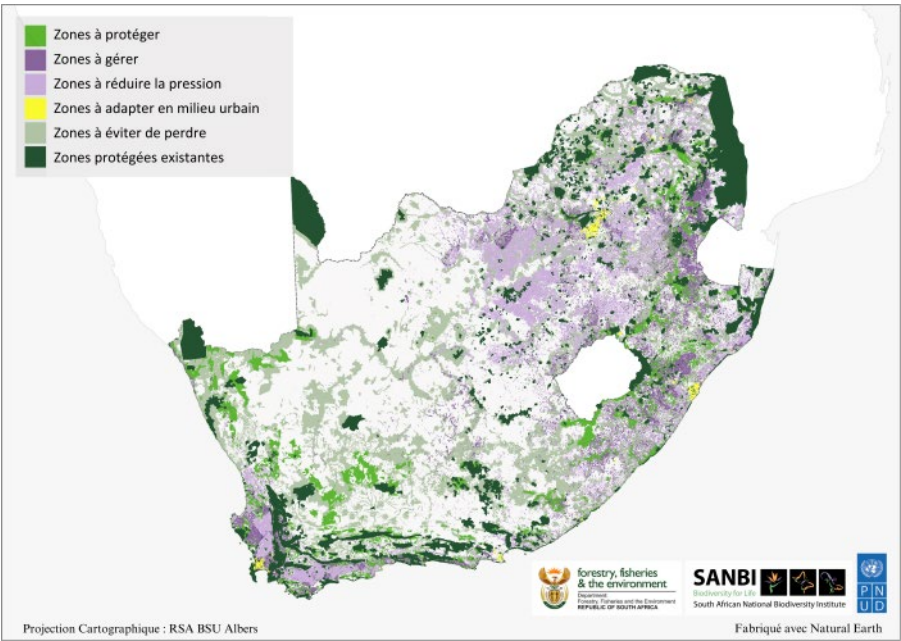 Zones à protéger
Zones à gérer
Zones à réduire la pression
Zones à adapter en milieu urbain
Zones à éviter de perdre
Zones protégées existantes
forestry, fisheries
& the environment
Department:
Forestry, Fisheries and the Environment
REPUBLIC OF SOUTH AFRICA
SANBI
Biodiversity for Life
South African National Biodiversity Institute
P N
U D
Projection Cartographique : RSA BSU Albers
Fabriqué avec Natural Earth